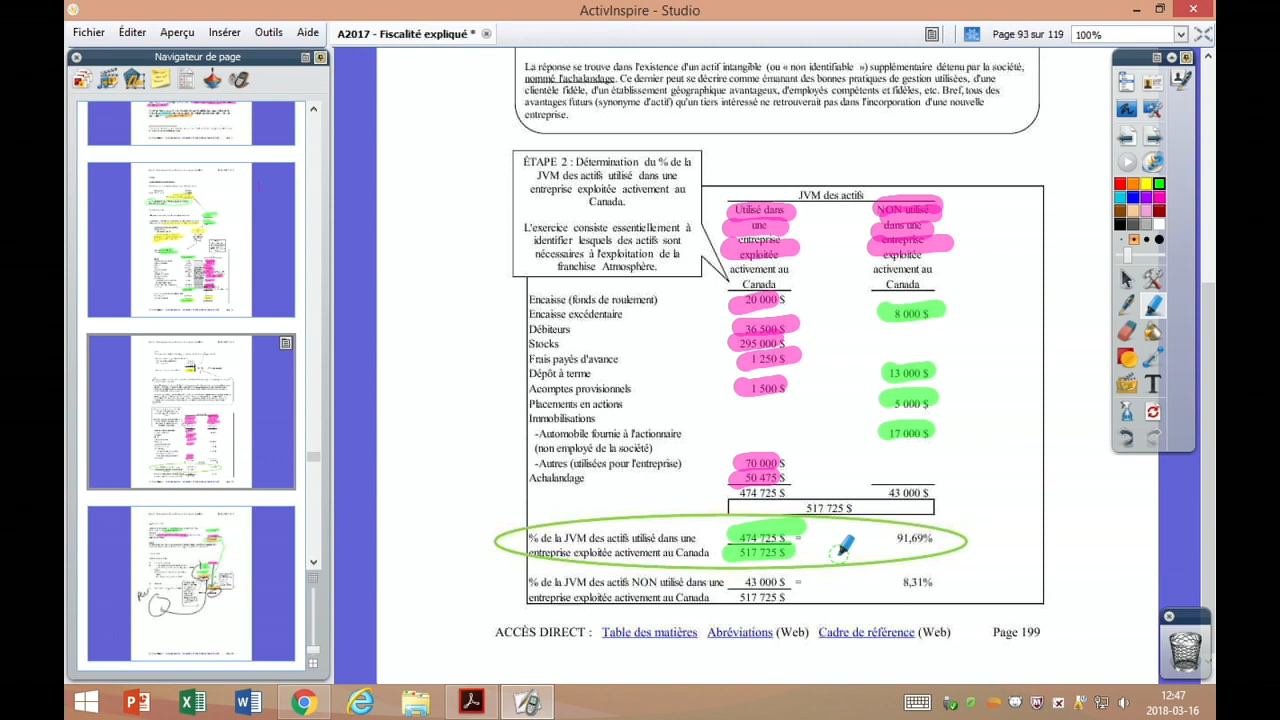 ActivInspire - Studio
Fichier Éditer Aperçu Insérer Outils Aide
A2017 - Fiscalité expliqué *
Page 93 sur 119
100%
Navigateur de page
La réponse se trouve dans l'existence d'un actif intangible (ou « non identifiable ») supplémentaire détenu par la société,
nommé l'achalandage. Ce dernier peut se décrire comme émanant des bonnes pratiques de gestion utilisées, d'une
clientèle fidèle, d'un établissement géographique avantageux, d'employés compétents et fidèles, etc. Bref, tous des
avantages futurs (synonyme d'actif) qu'un tiers intéressé ne retrouverait pas dans l'incorporation d'une nouvelle
entreprise.
ÉTAPE 2 : Détermination du % de la
JVM des actifs utilisé dans une
entreprise exploitée activement au
Canada.
L'exercice consiste essentiellement à
identifier lesquels des actifs sont
nécessaires à l'exploitation de la
franchise Atmosphère.
JVM des actifs
Utilisé dans NON utilisé
une dans une
entreprise entreprise
exploitée exploitée
activement au activement au
Canada Canada
Encaisse (fonds de roulement) 20 000 $
Encaisse excédentaire 8 000 $
Débiteurs 36 500 $
Stocks 295 000 $
Frais payés d'avance 1 250 $
Dépôt à terme 13 000 $
Acomptes provisionnels 1 500 $
Placements en actions 5 000 $
Immobilisations
-Automobile fournie à l'actionnaire 17 000 $
(non employé de la société)
-Autres (utilisées pour l'entreprise) 70 000 $
Achalandage 50 475 $
474 725 $ 43 000 $
517 725 $
% de la JVM des actifs utilisé dans une 474 725 $ = 91,69%
entreprise exploitée activement au Canada 517 725 $
% de la JVM des actifs NON utilisé dans une 43 000 $ = 8,31%
entreprise exploitée activement au Canada 517 725 $
ACCÈS DIRECT : Table des matières Abréviations (Web) Cadre de référence (Web) Page 199
12:47
2018-03-16